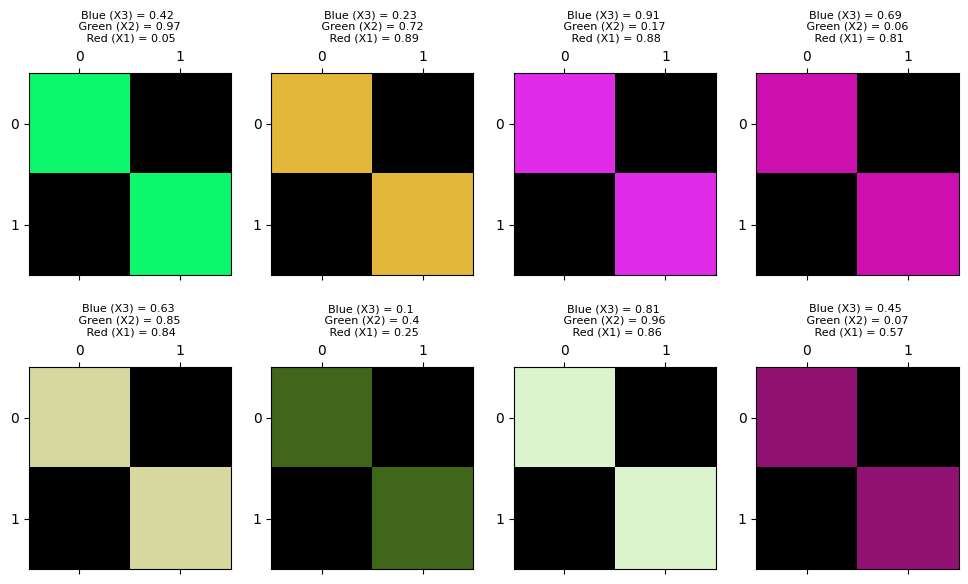 Blue (X3) = 0.42
Green (X2) = 0.97
Red (X1) = 0.05
0 1
0
1
Blue (X3) = 0.23
Green (X2) = 0.72
Red (X1) = 0.89
0 1
0
1
Blue (X3) = 0.91
Green (X2) = 0.17
Red (X1) = 0.88
0 1
0
1
Blue (X3) = 0.69
Green (X2) = 0.06
Red (X1) = 0.81
0 1
0
1
Blue (X3) = 0.63
Green (X2) = 0.85
Red (X1) = 0.84
0 1
0
1
Blue (X3) = 0.1
Green (X2) = 0.4
Red (X1) = 0.25
0 1
0
1
Blue (X3) = 0.81
Green (X2) = 0.96
Red (X1) = 0.86
0 1
0
1
Blue (X3) = 0.45
Green (X2) = 0.07
Red (X1) = 0.57
0 1
0
1